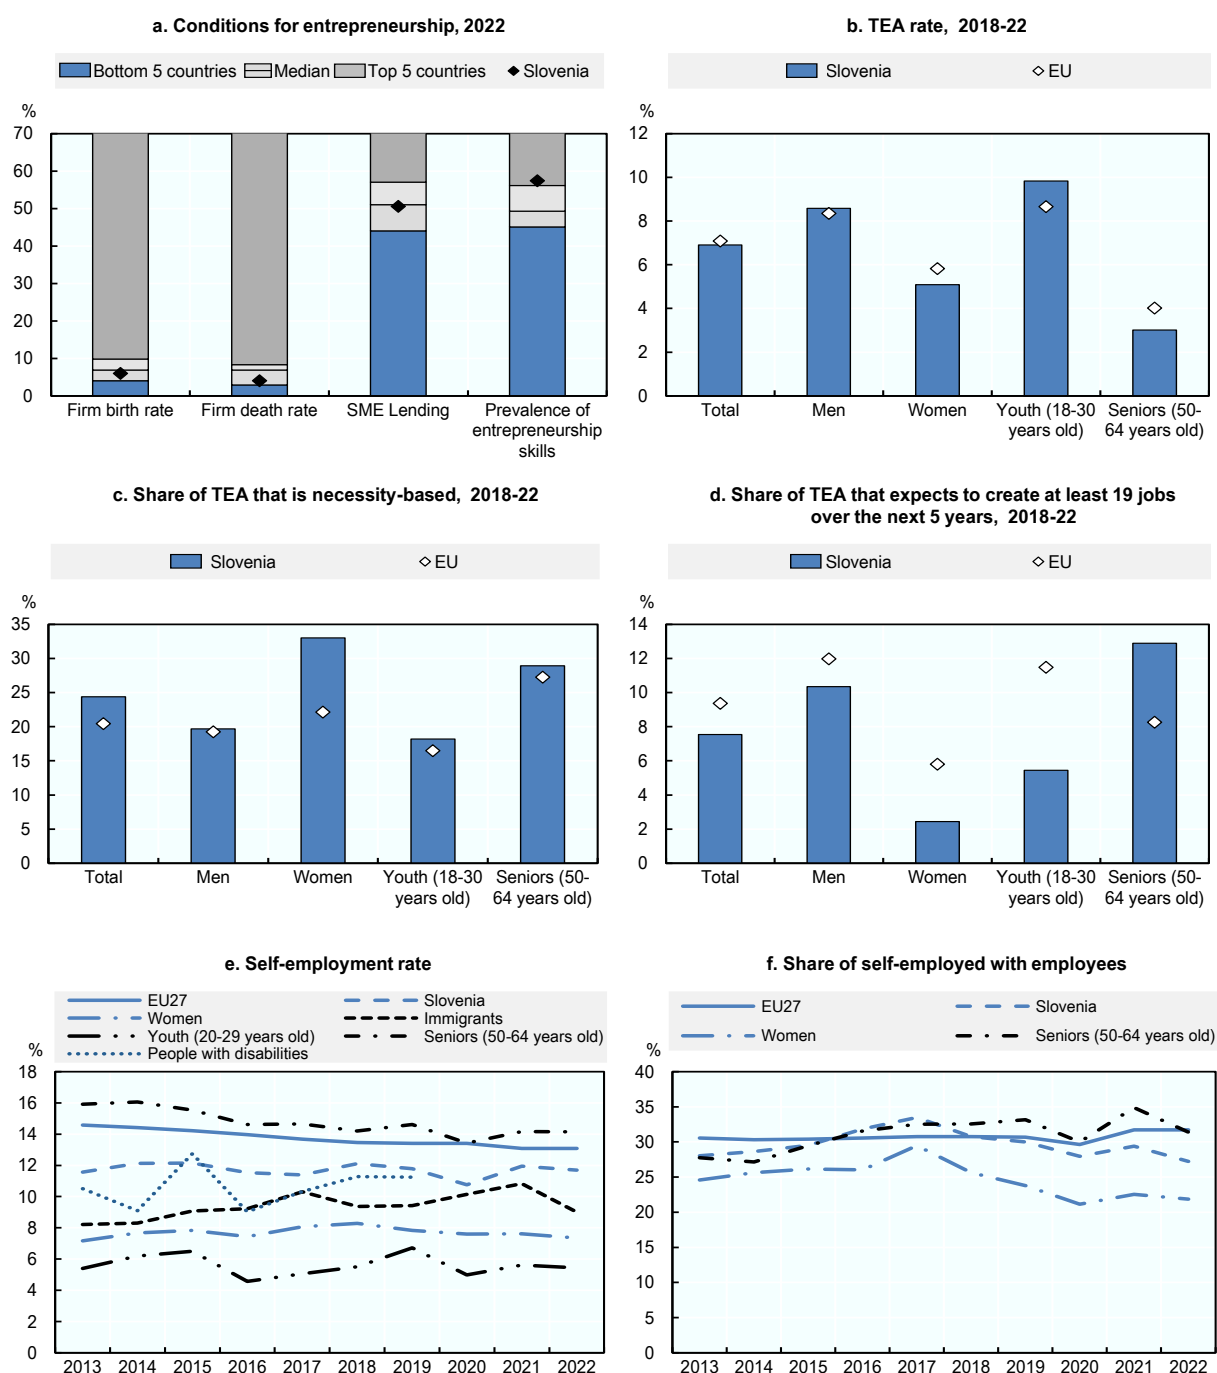 a. Conditions for entrepreneurship, 2022
Bottom 5 countries Median Top 5 countries Slovenia
%
70
60
50
40
30
20
10
0
Firm birth rate Firm death rate SME Lending Prevalence of
entrepreneurship
skills
b. TEA rate, 2018-22
Slovenia EU
%
12
10
8
6
4
2
0
Total Men Women Youth (18-30 Seniors (50-
years old) 64 years old)
c. Share of TEA that is necessity-based, 2018-22
Slovenia EU
%
35
30
25
20
15
10
5
0
Total Men Women Youth (18-30 Seniors (50-
years old) 64 years old)
d. Share of TEA that expects to create at least 19 jobs
over the next 5 years, 2018-22
Slovenia EU
%
14
12
10
8
6
4
2
0
Total Men Women Youth (18-30 Seniors (50-
years old) 64 years old)
e. Self-employment rate
EU27 Slovenia
Women Immigrants
Youth (20-29 years old) Seniors (50-64 years old)
People with disabilities
%
18
16
14
12
10
8
6
4
2
0
2013 2014 2015 2016 2017 2018 2019 2020 2021 2022
f. Share of self-employed with employees
EU27 Slovenia
Women Seniors (50-64 years old)
%
40
35
30
25
20
15
10
5
0
2013 2014 2015 2016 2017 2018 2019 2020 2021 2022